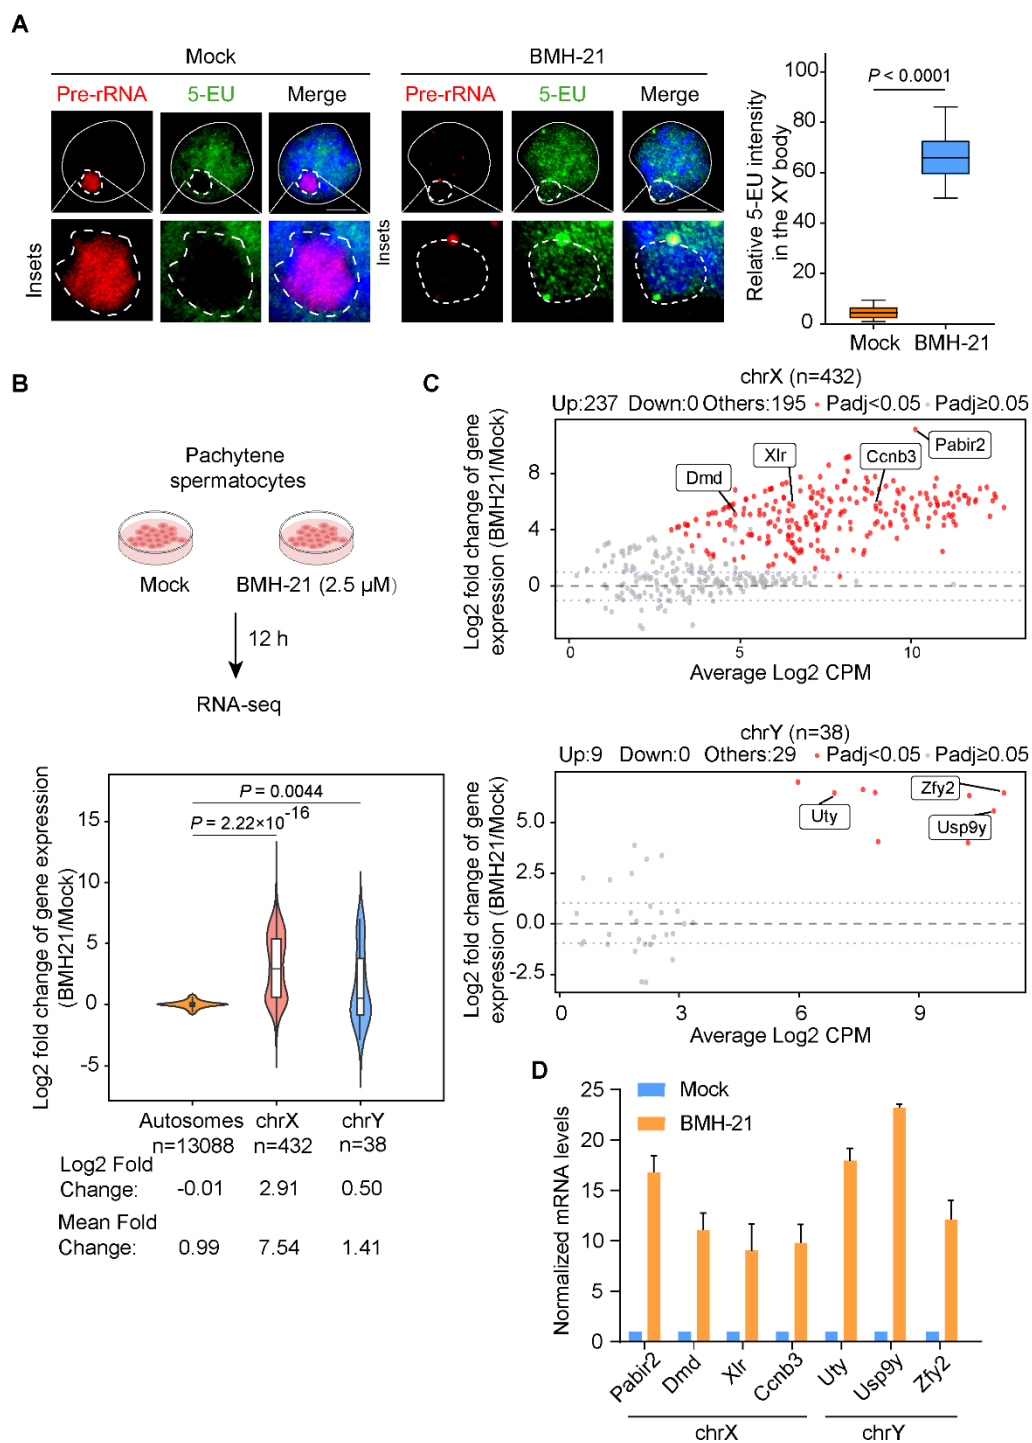 A
Mock
BMH-21
Pre-rRNA
5-EU
Merge
Pre-rRNA
5-EU
Merge
Insets
Insets
Relative 5-EU intensity
in the XY body
100
80
60
40
20
0
P < 0.0001
Mock
BMH-21
B
Pachytene
spermatocytes
Mock
BMH-21 (2.5 µM)
12 h
RNA-seq
Log2 fold change of gene expression
(BMH21/Mock)
15
10
5
0
-5
P = 0.0044
P = 2.22×10-16
Autosomes
n=13088
chrX
n=432
chrY
n=38
Log2 Fold
Change:
-0.01
2.91
0.50
Mean Fold
Change:
0.99
7.54
1.41
C
chrX (n=432)
Up:237 Down:0 Others:195 Padj<0.05 Padj≥0.05
Log2 fold change of gene
expression (BMH21/Mock)
8
4
0
Pabir2
Ccnb3
Xlr
Dmd
0
5
10
Average Log2 CPM
chrY (n=38)
Up:9 Down:0 Others:29 Padj<0.05 Padj≥0.05
Log2 fold change of gene
expression (BMH21/Mock)
5.0
2.5
0.0
-2.5
Uty
Zfy2
Usp9y
0
3
6
9
Average Log2 CPM
D
Mock
BMH-21
Normalized mRNA levels
25
20
15
10
5
0
Pabir2
Dmd
Xlr
Ccnb3
Uty
Usp9y
Zfy2
chrX
chrY